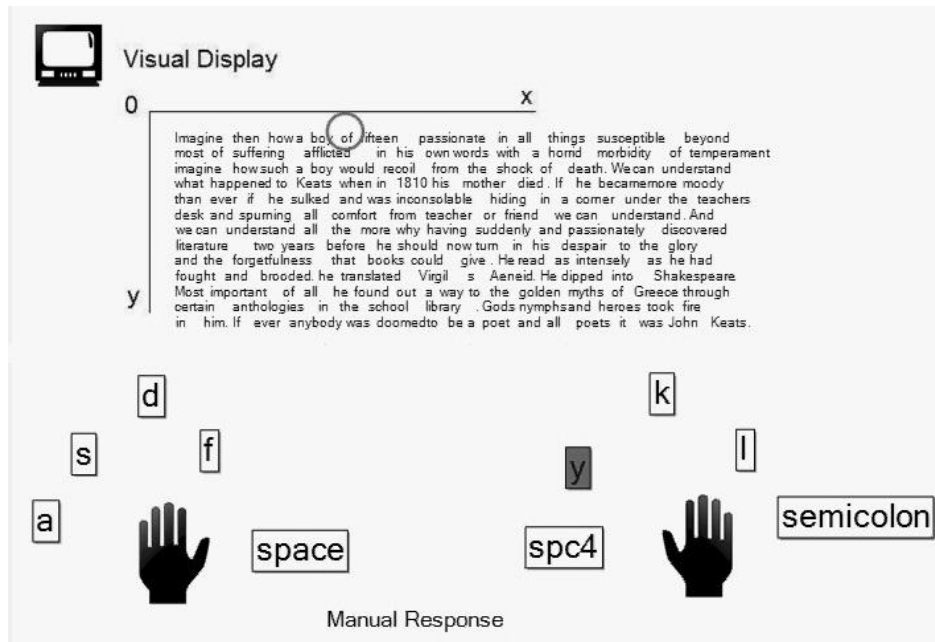 Visual Display
0
x
Imagine then how a boy of fifteen passionate in all things susceptible beyond
most of suffering afflicted in his own words with a horrid morbidity of temperament
imagine how such a boy would recoil from the shock of death. We can understand
what happened to Keats when in 1810 his mother died . If he becamemore moody
than ever if he sulked and was inconsolable hiding in a corner under the teachers
desk and spurning all comfort from teacher or friend we can understand. And
we can understand all the more why having suddenly and passionately discovered
literature two years before he should now turn in his despair to the glory
and the forgetfulness that books could give . He read as intensely as he had
fought and brooded. he translated Virgil s Aeneid. He dipped into Shakespeare
Most important of all he found out a way to the golden myths of Greece through
certain anthologies in the school library . Gods nymphsand heroes took fire
in him. If ever anybody was doomedto be a poet and all poets it was John Keats.
y
d
k
s
f
y
l
a
space
spc4
semicolon
Manual Response